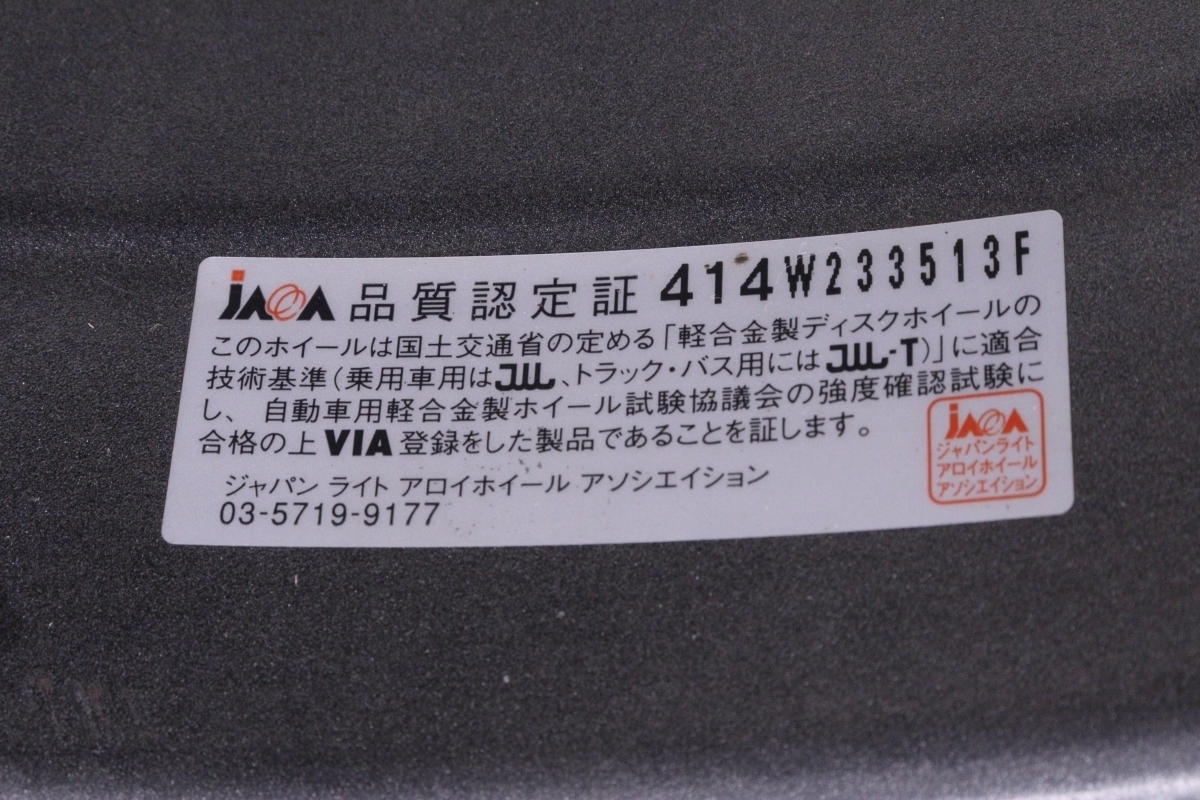 JAWA 品質認定証 414W233513F
このホイールは国土交通省の定める「軽合金製ディスクホイールの
技術基準(乗用車用はJWL、トラック・バス用にはJWL-T)」に適合
し、自動車用軽合金製ホイール試験協議会の強度確認試験に
合格の上VIA登録をした製品であることを証します。
ジャパン ライト アロイホイール アソシエイション
03-5719-9177
JAWA
ジャパンライト
アロイホイール
アソシエイション